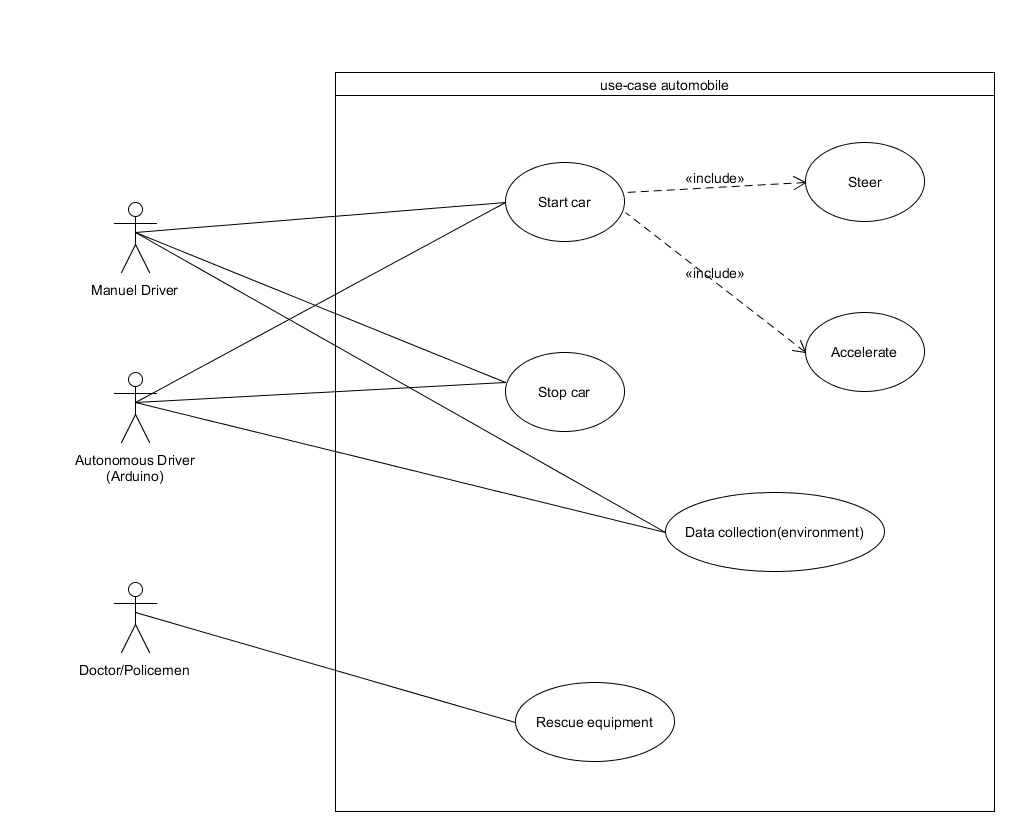 use-case automobile
Start car
«include»
Steer
Manuel Driver
«include»
Accelerate
Stop car
Autonomous Driver
(Arduino)
Data collection(environment)
Doctor/Policemen
Rescue equipment